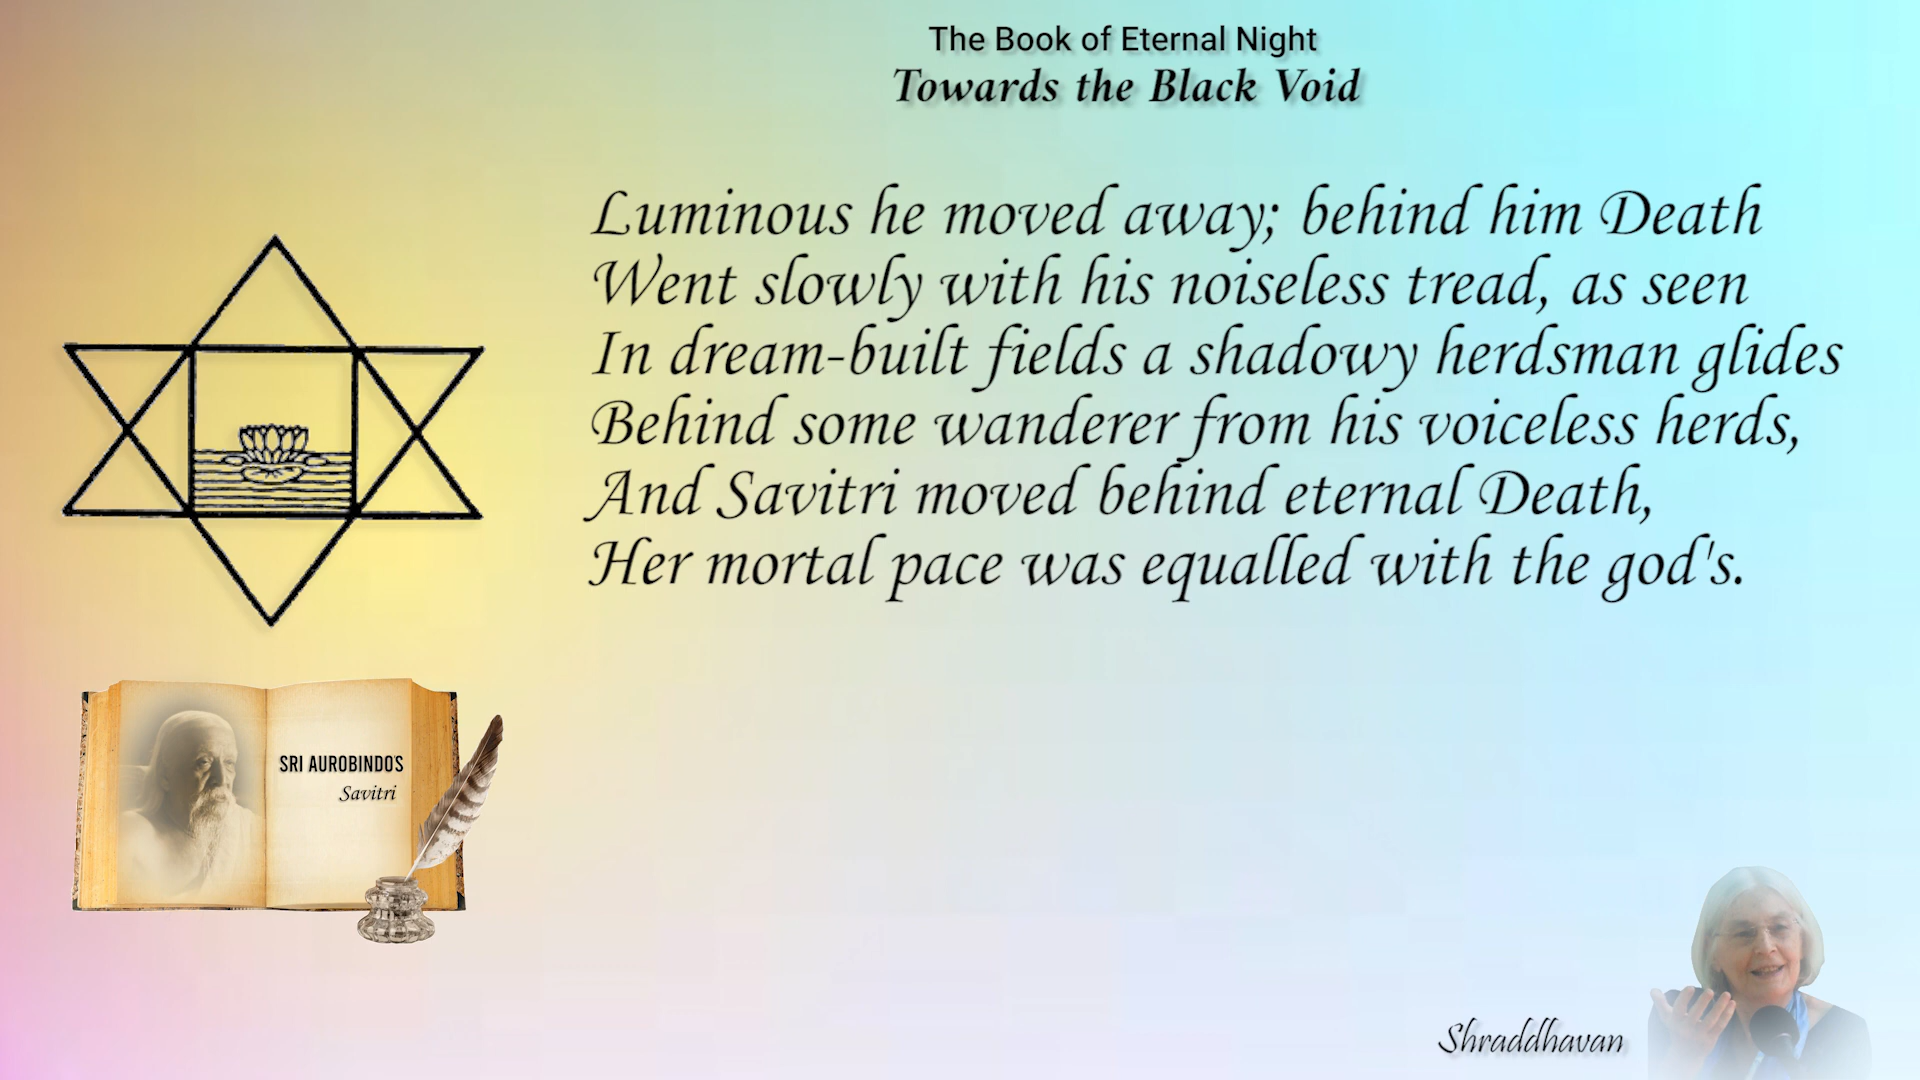 The Book of Eternal Night
Towards the Black Void
Luminous he moved away; behind him Death
Went slowly with his noiseless tread, as seen
In dream-built fields a shadowy herdsman glides
Behind some wanderer from his voiceless herds,
And Savitri moved behind eternal Death,
Her mortal pace was equalled with the god's.
SRI AUROBINDO'S
Savitri
Shraddhavan